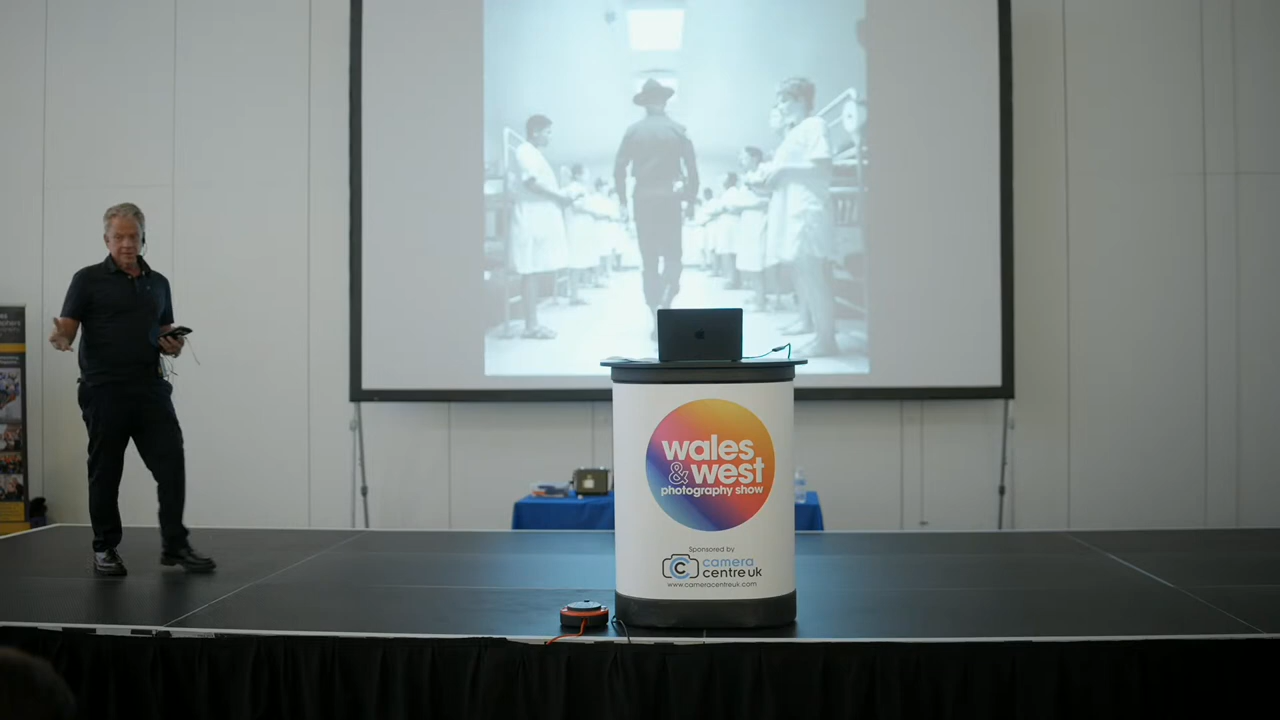 wales
& west
photography show
Sponsored by
camera
centre uk
www.cameracentreuk.com